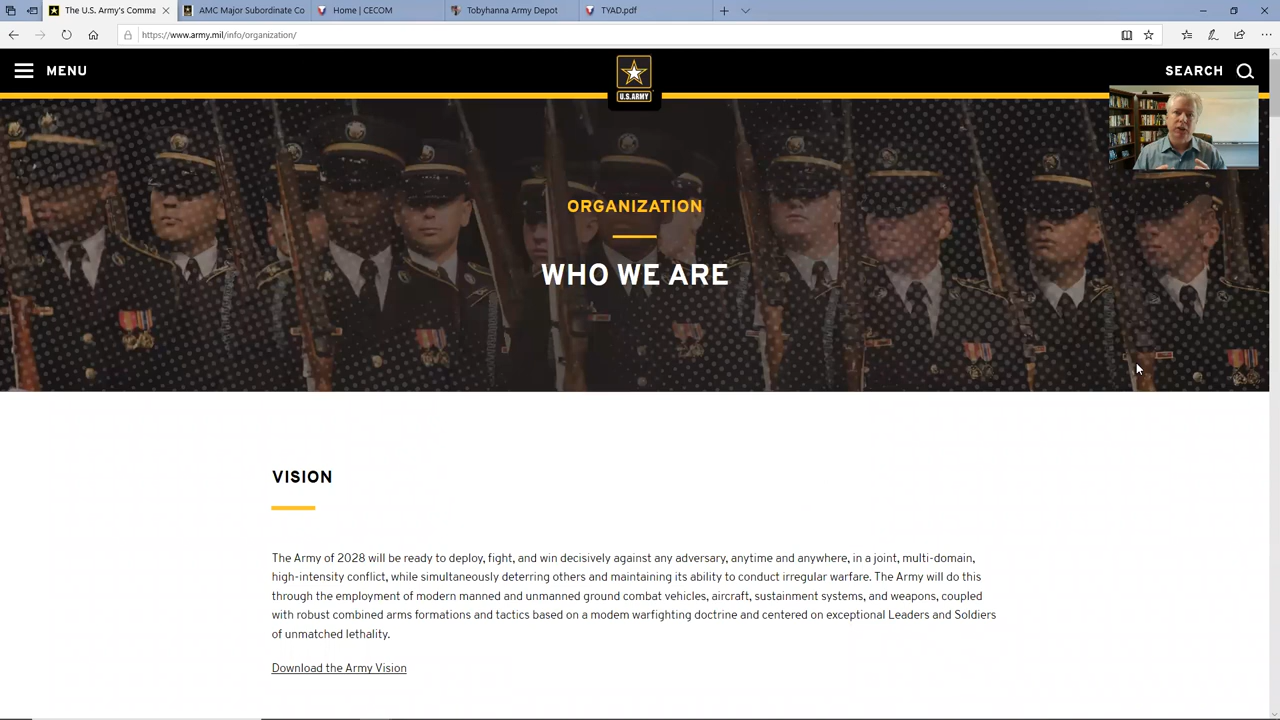 The U.S. Army's Comma
AMC Major Subordinate Co
Home | CECOM
Tobyhanna Army Depot
TYAD.pdf
https://www.army.mil/info/organization/
MENU
U.S.ARMY
SEARCH
ORGANIZATION
WHO WE ARE
VISION
The Army of 2028 will be ready to deploy, fight, and win decisively against any adversary, anytime and anywhere, in a joint, multi-domain,
high-intensity conflict, while simultaneously deterring others and maintaining its ability to conduct irregular warfare. The Army will do this
through the employment of modern manned and unmanned ground combat vehicles, aircraft, sustainment systems, and weapons, coupled
with robust combined arms formations and tactics based on a modern warfighting doctrine and centered on exceptional Leaders and Soldiers
of unmatched lethality.
Download the Army Vision